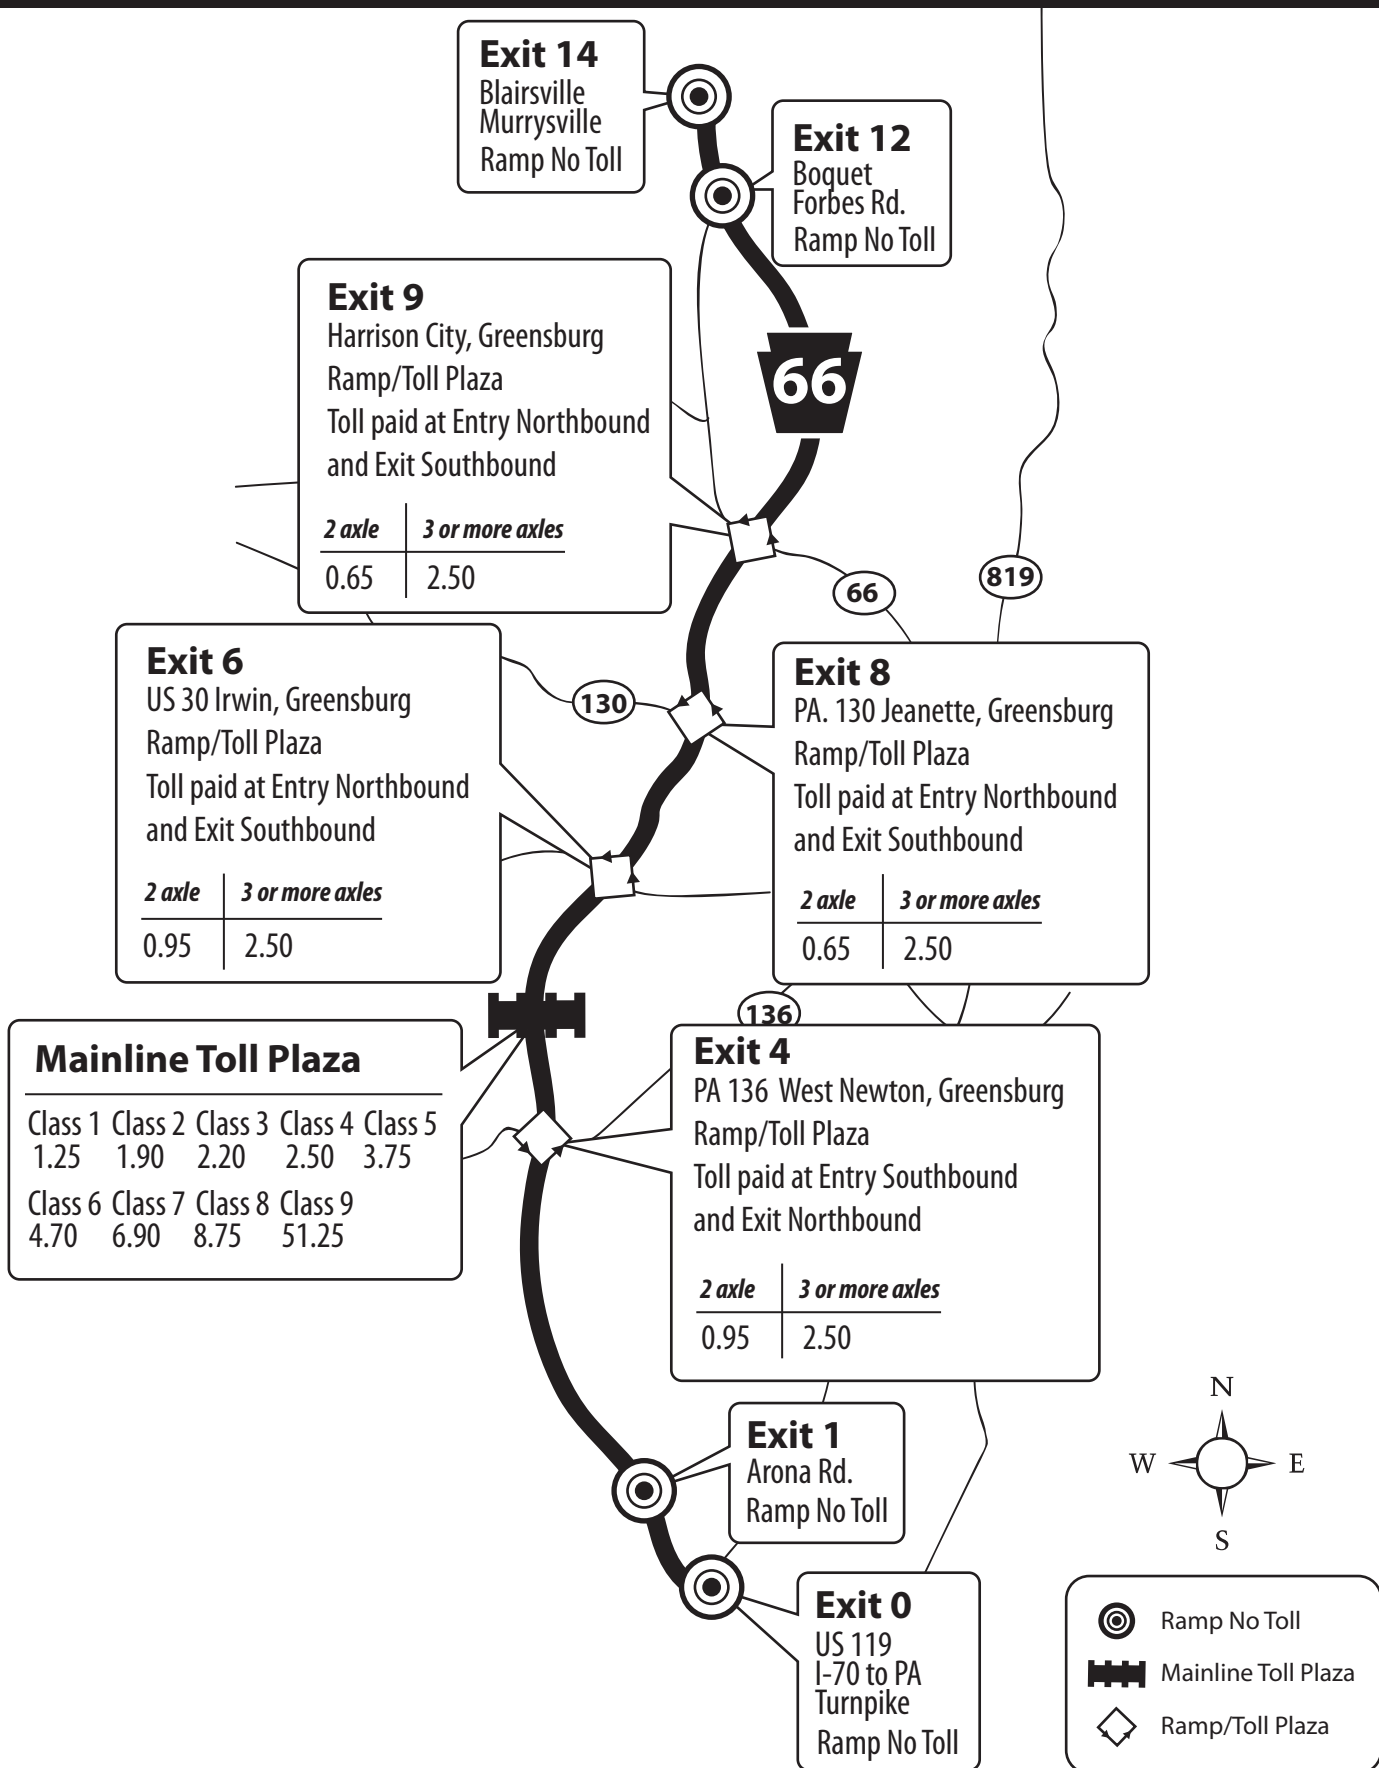 Exit 14
Blairsville
Murrysville
Ramp No Toll
Exit 12
Boquet
Forbes Rd.
Ramp No Toll
Exit 9
Harrison City, Greensburg
Ramp/Toll Plaza
Toll paid at Entry Northbound
and Exit Southbound
2 axle 3 or more axles
0.65 2.50
66
66
819
130
Exit 6
US 30 Irwin, Greensburg
Ramp/Toll Plaza
Toll paid at Entry Northbound
and Exit Southbound
2 axle 3 or more axles
0.95 2.50
Exit 8
PA. 130 Jeanette, Greensburg
Ramp/Toll Plaza
Toll paid at Entry Northbound
and Exit Southbound
2 axle 3 or more axles
0.65 2.50
136
Mainline Toll Plaza
Class 1 Class 2 Class 3 Class 4 Class 5
1.25 1.90 2.20 2.50 3.75
Class 6 Class 7 Class 8 Class 9
4.70 6.90 8.75 51.25
Exit 4
PA 136 West Newton, Greensburg
Ramp/Toll Plaza
Toll paid at Entry Southbound
and Exit Northbound
2 axle 3 or more axles
0.95 2.50
Exit 1
Arona Rd.
Ramp No Toll
Exit 0
US 119
I-70 to PA
Turnpike
Ramp No Toll
N
W E
S
Ramp No Toll
Mainline Toll Plaza
Ramp/Toll Plaza